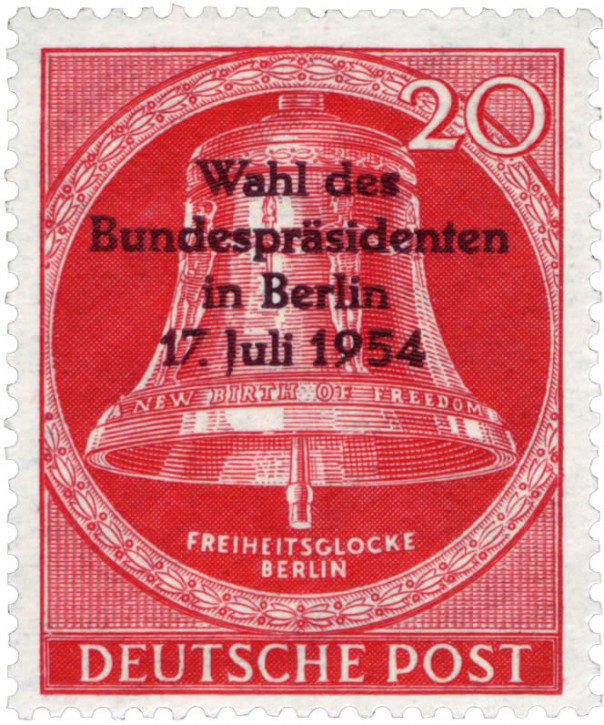 20
Wahl des
Bundespräsidenten
in Berlin
17. Juli 1954
NEW BIRTH OF FREEDOM
FREIHEITSGLOCKE
BERLIN
DEUTSCHE POST